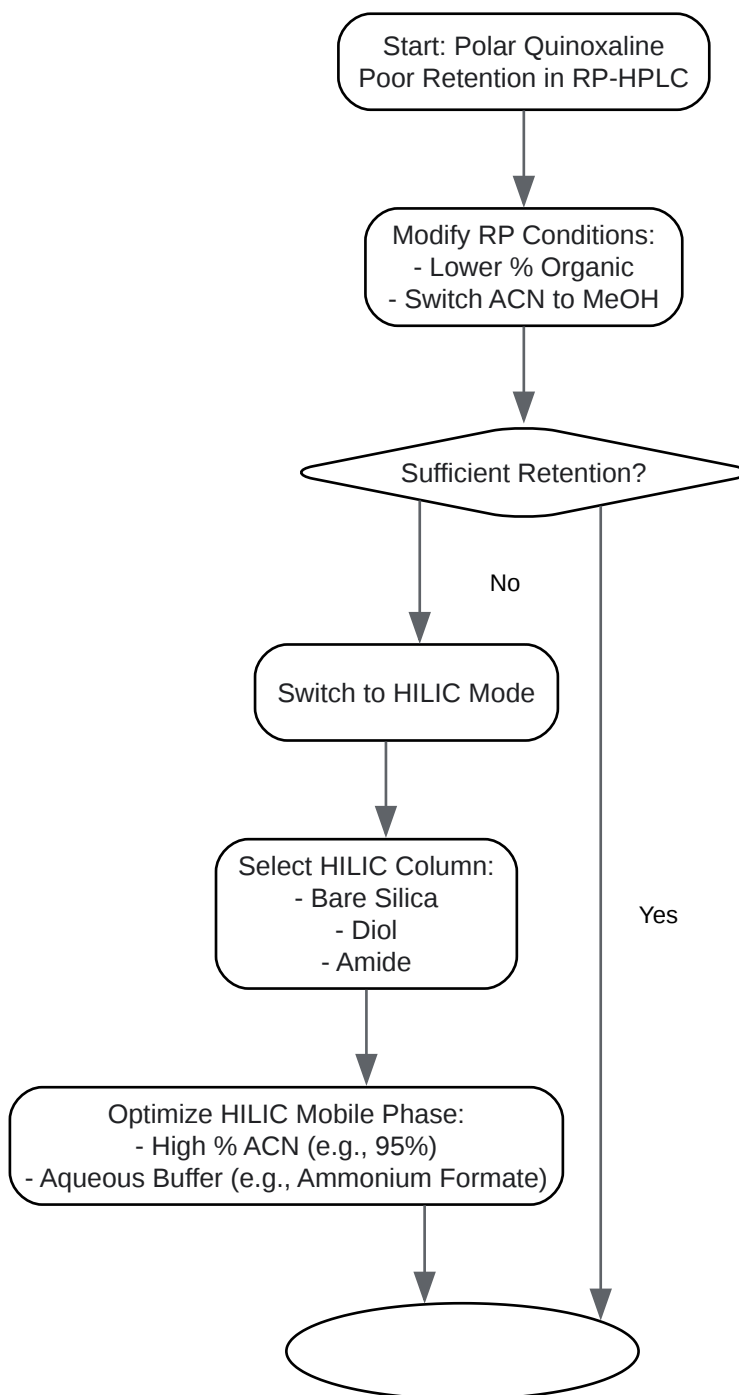 Start: Polar Quinoxaline
Poor Retention in RP-HPLC
Modify RP Conditions:
- Lower % Organic
- Switch ACN to MeOH
Sufficient Retention?
No
Switch to HILIC Mode
Select HILIC Column:
- Bare Silica
- Diol
- Amide
Yes
Optimize HILIC Mobile Phase:
- High % ACN (e.g., 95%)
- Aqueous Buffer (e.g., Ammonium Formate)